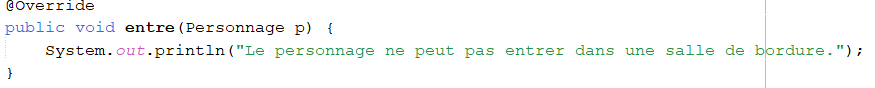 @Override
public void entre(Personnage p) {
    System.out.println("Le personnage ne peut pas entrer dans une salle de bordure.");
}